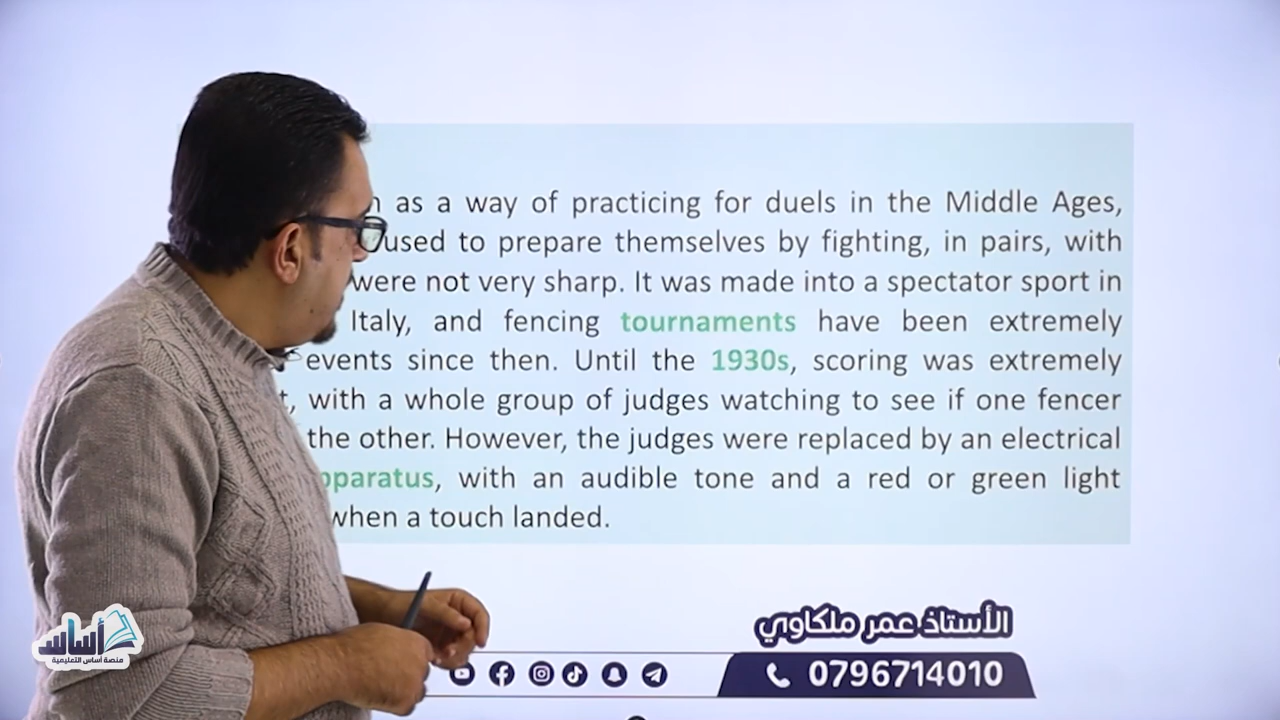 as a way of practicing for duels in the Middle Ages,
used to prepare themselves by fighting, in pairs, with
were not very sharp. It was made into a spectator sport in
Italy, and fencing tournaments have been extremely
events since then. Until the 1930s, scoring was extremely
with a whole group of judges watching to see if one fencer
the other. However, the judges were replaced by an electrical
pparatus, with an audible tone and a red or green light
when a touch landed.
الأستاذ عمر ملكاوي
0796714010
أساس
منصة أساس التعليمية